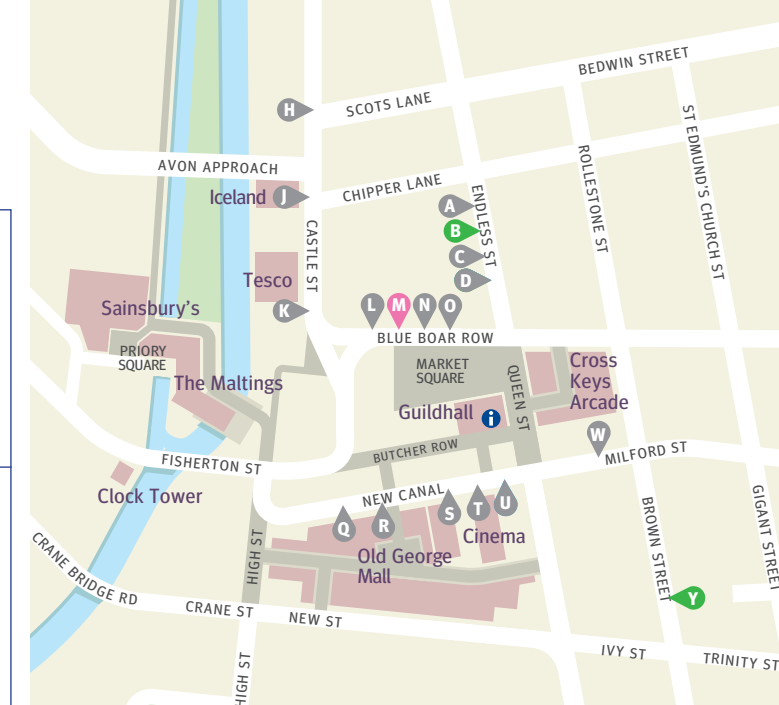 BEDWIN STREET
SCOTS LANE
H
ST EDMUND'S CHURCH ST
AVON APPROACH
ROLLESTONE ST
Iceland
J
CHIPPER LANE
ENDLESS ST
A
B
C
D
CASTLE ST
Tesco
K
L
M
N
O
Sainsbury's
BLUE BOAR ROW
PRIORY
SQUARE
MARKET
SQUARE
QUEEN ST
Cross
Keys
Arcade
The Maltings
Guildhall
i
W
BUTCHER ROW
MILFORD ST
FISHERTON ST
Clock Tower
NEW CANAL
Q
R
S
T
U
Cinema
Old George
Mall
HIGH ST
BROWN STREET
GIGANT STREET
Y
CRANE BRIDGE RD
CRANE ST
NEW ST
IVY ST
TRINITY ST
HIGH ST